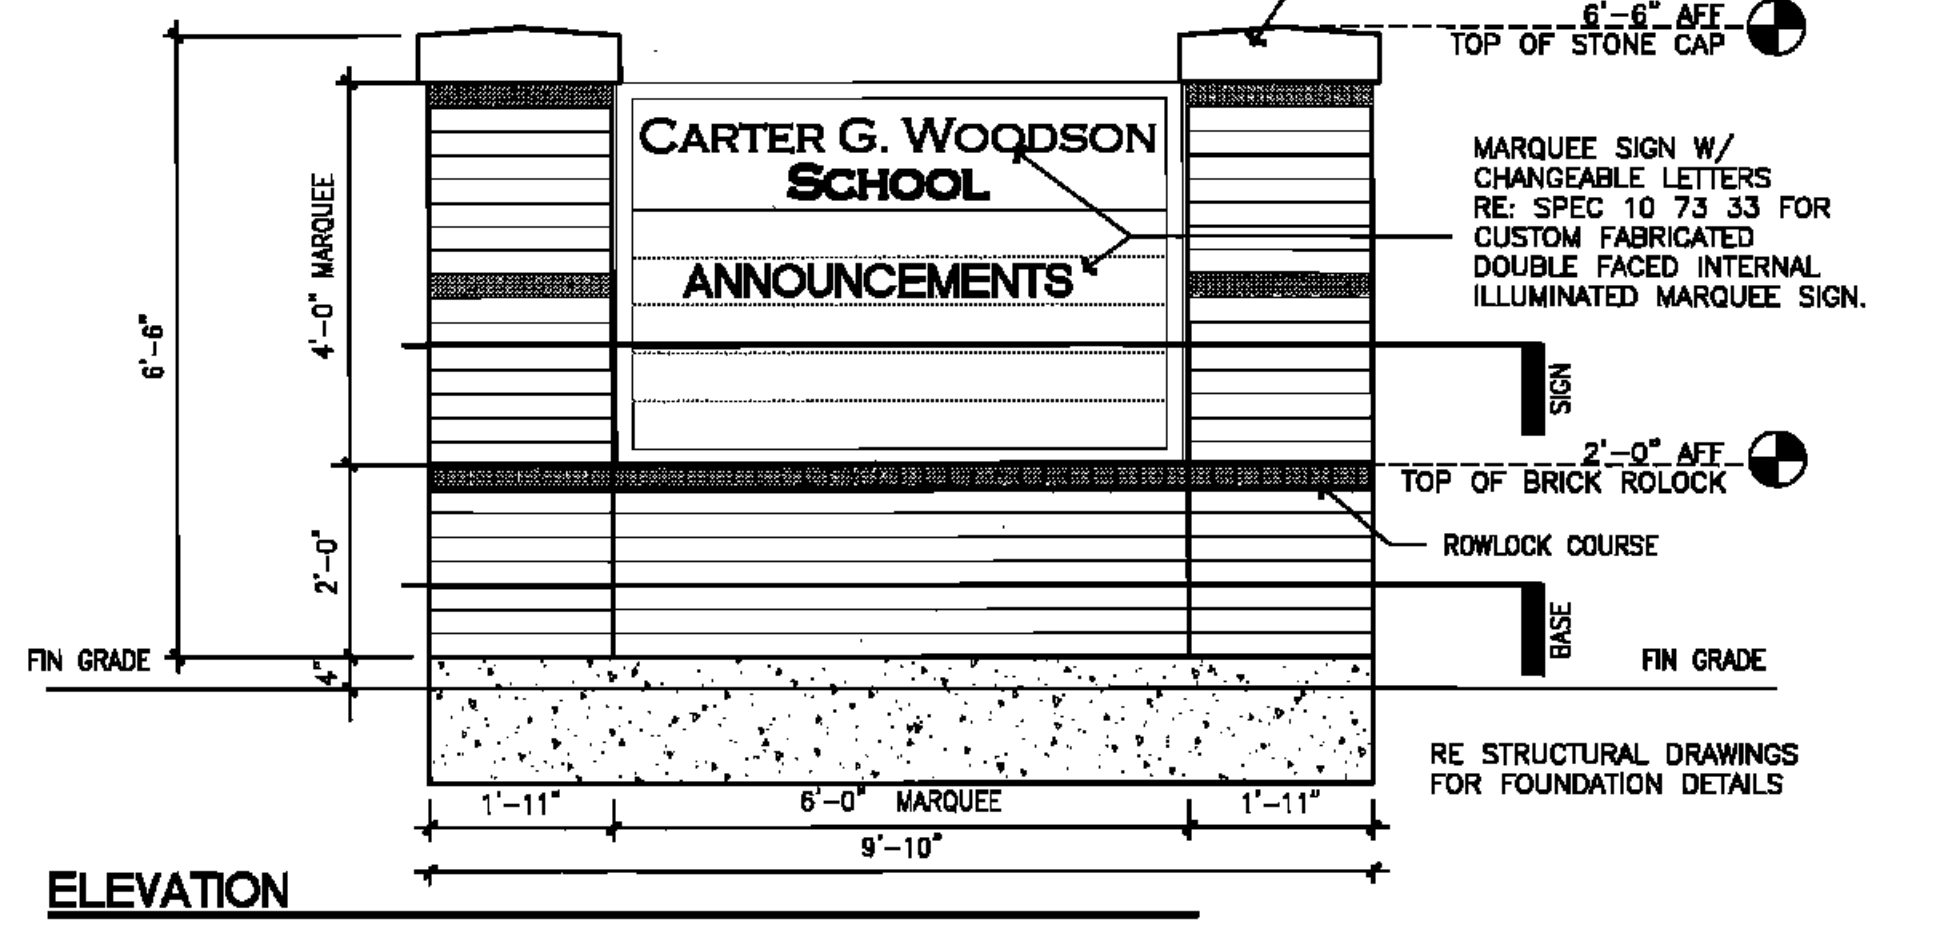 6'-6" AFF
TOP OF STONE CAP
CARTER G. WOODSON
SCHOOL
ANNOUNCEMENTS
MARQUEE SIGN W/
CHANGEABLE LETTERS
RE: SPEC 10 73 33 FOR
CUSTOM FABRICATED
DOUBLE FACED INTERNAL
ILLUMINATED MARQUEE SIGN.
4'-0" MARQUEE
6'-6"
SIGN
2'-0" AFF
TOP OF BRICK ROLOCK
ROWLOCK COURSE
2'-0"
BASE
FIN GRADE
4"
FIN GRADE
RE STRUCTURAL DRAWINGS
FOR FOUNDATION DETAILS
1'-11"
6'-0" MARQUEE
1'-11"
9'-10"
ELEVATION